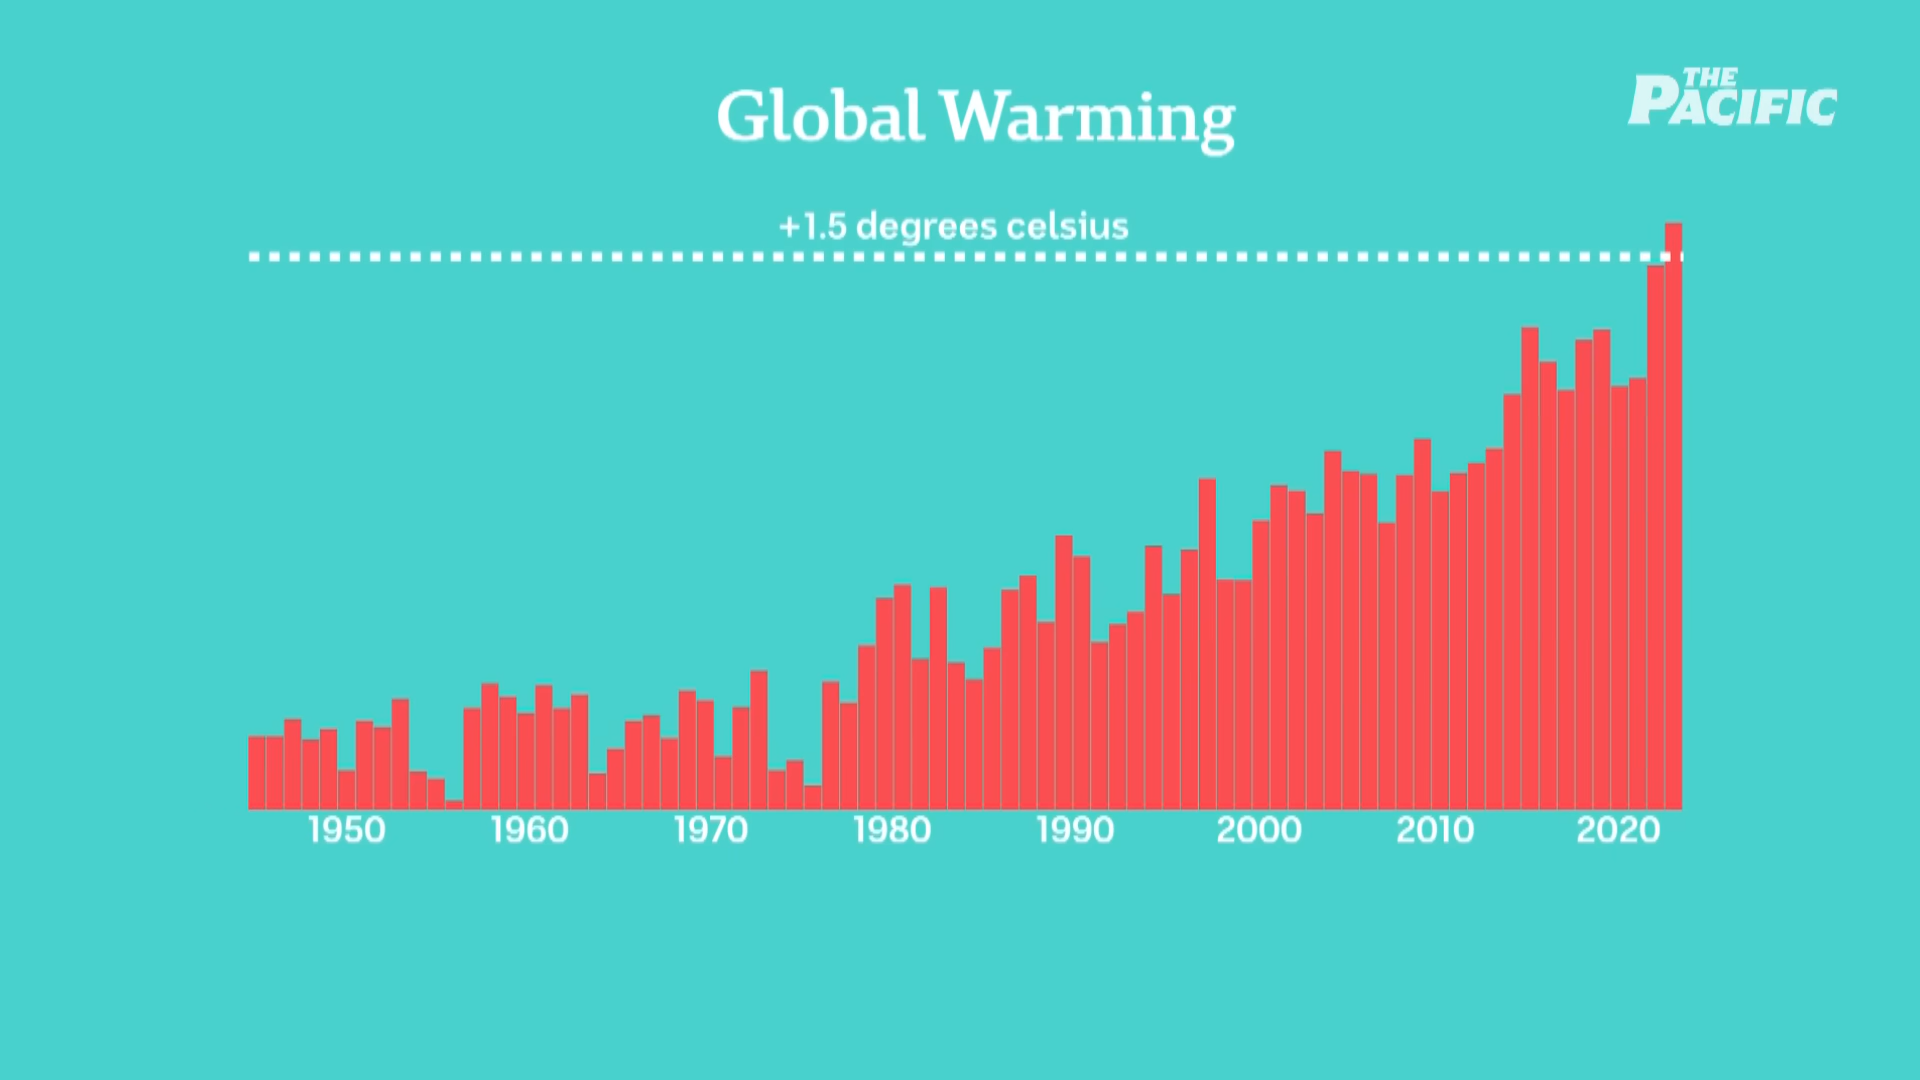 THE
PACIFIC
Global Warming
+1.5 degrees celsius
1950 1960 1970 1980 1990 2000 2010 2020